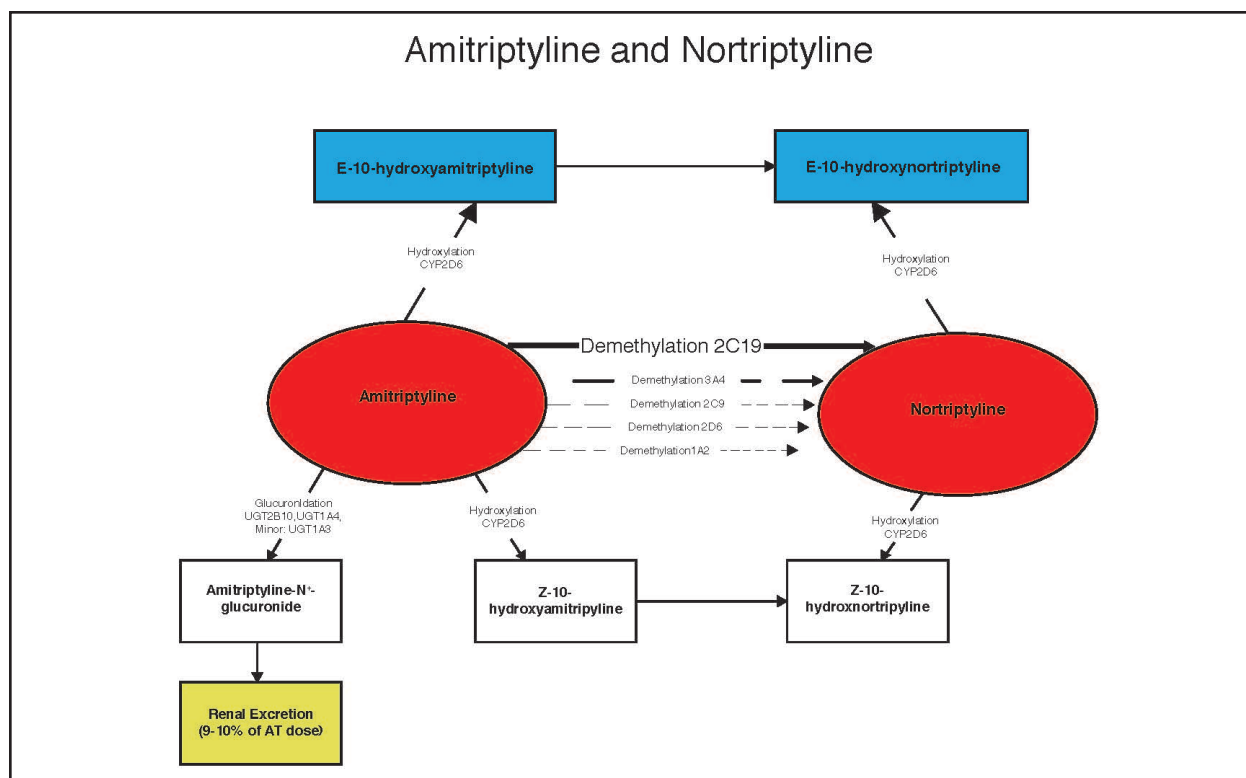 Amitriptyline and Nortriptyline
E-10-hydroxyamitriptyline
E-10-hydroxynortriptyline
Hydroxylation
CYP2D6
Hydroxylation
CYP2D6
Demethylation 2C19
Demethylation 3A4
Demethylation 2C9
Demethylation 2D6
Demethylation1A2
Amitriptyline
Nortriptyline
Glucuronidation
UGT2B10,UGT1A4,
Minor: UGT1A3
Hydroxylation
CYP2D6
Hydroxylation
CYP2D6
Amitriptyline-N⁺-
glucuronide
Z-10-
hydroxyamitripyline
Z-10-
hydroxnortripyline
Renal Excretion
(9-10% of AT dose)